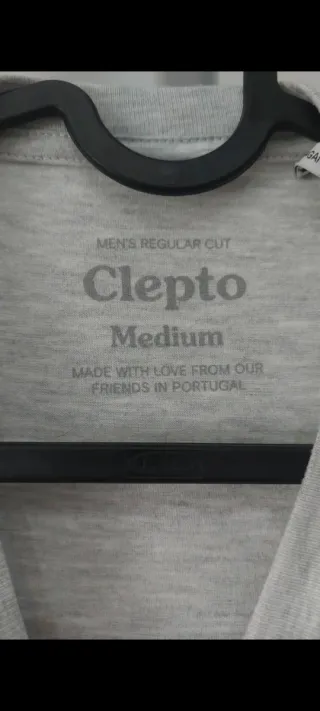 MEN'S REGULAR CUT
Clepto
Medium
MADE WITH LOVE FROM OUR
FRIENDS IN PORTUGAL